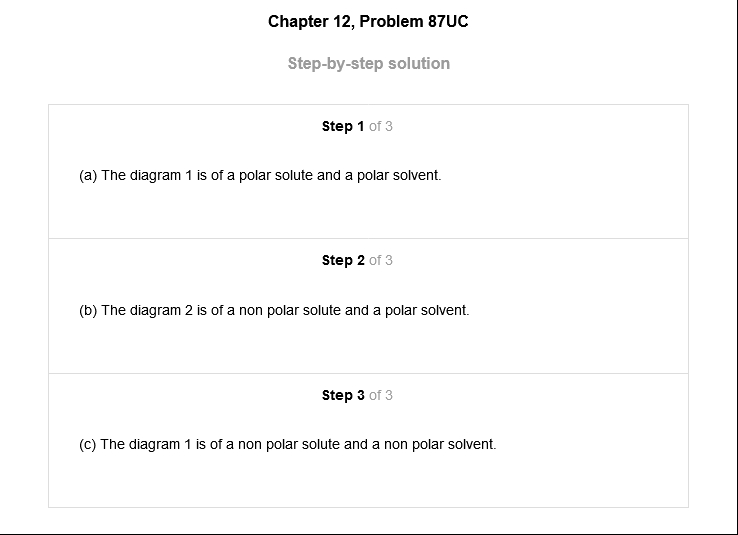 Chapter 12, Problem 87UC
Step-by-step solution
Step 1 of 3
(a) The diagram 1 is of a polar solute and a polar solvent.
Step 2 of 3
(b) The diagram 2 is of a non polar solute and a polar solvent.
Step 3 of 3
(c) The diagram 1 is of a non polar solute and a non polar solvent.